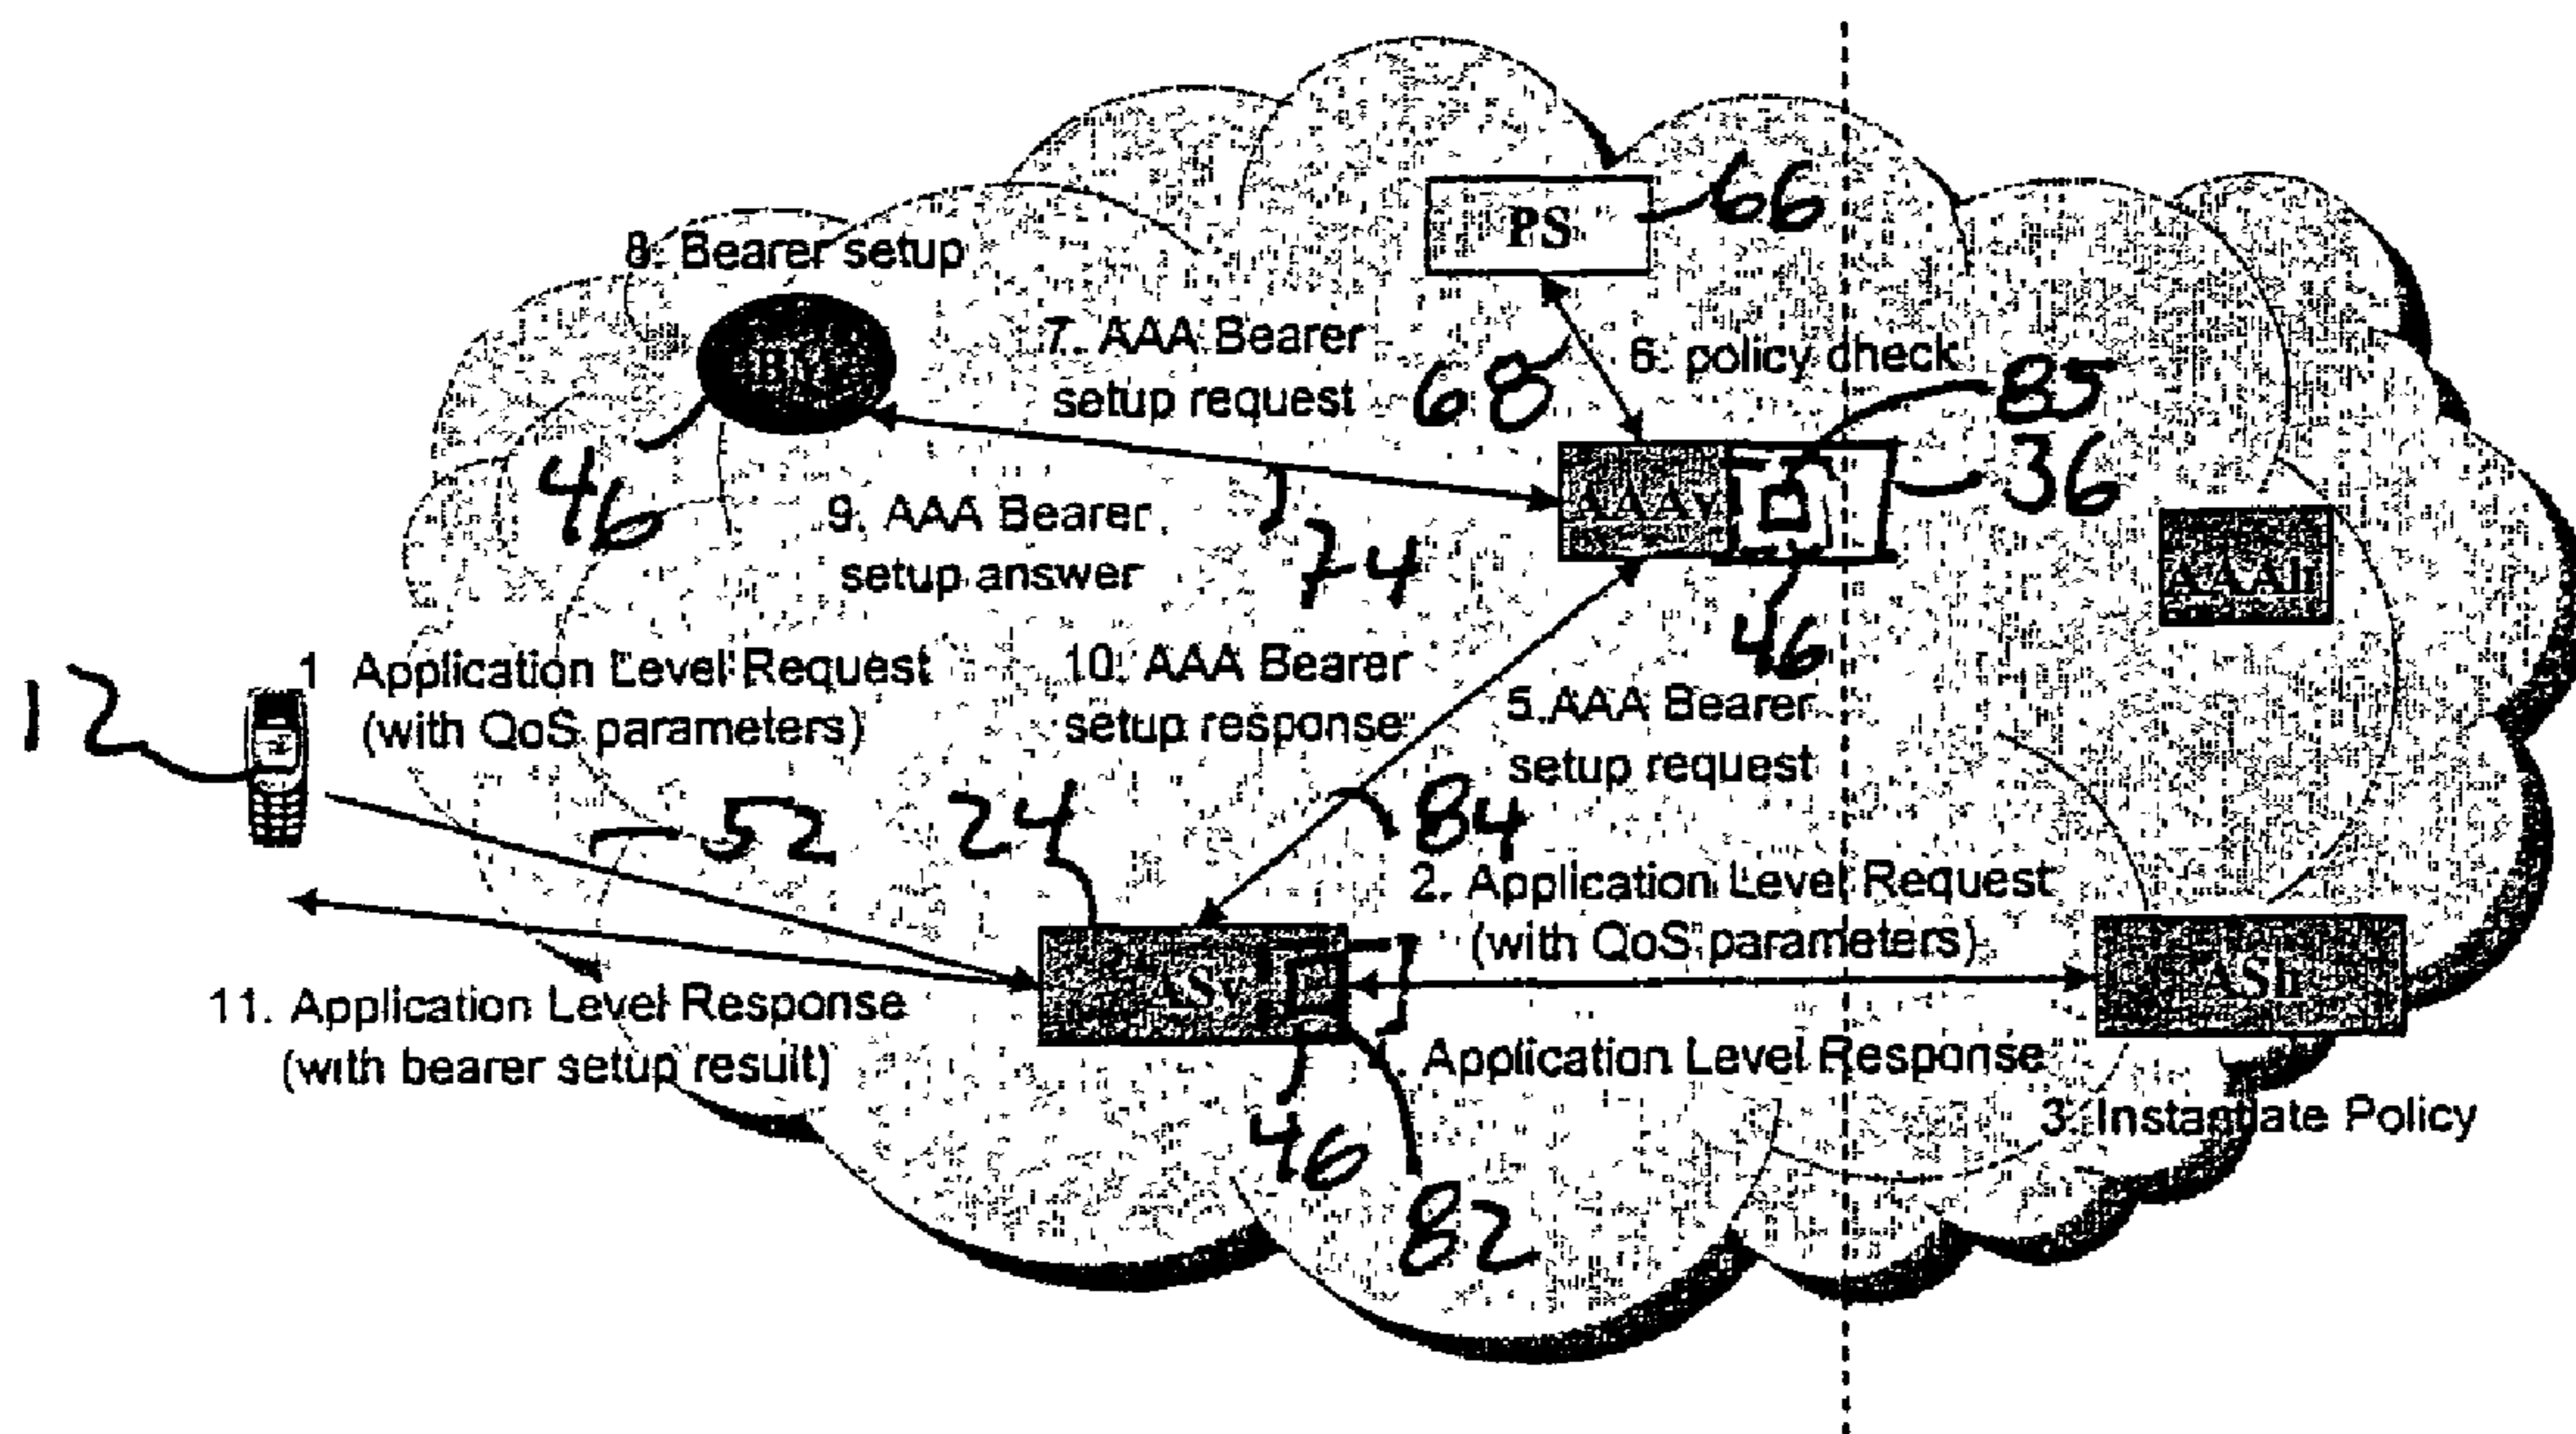 PS
66
8. Bearer setup
7. AAA Bearer
setup request
68
6. policy check
85
36
BM
46
AAAv
9. AAA Bearer
setup answer
74
AAAh
46
12
1 Application Level Request
(with QoS parameters)
10. AAA Bearer
setup response
5.AAA Bearer
setup request
52
24
84
2. Application Level Request
(with QoS parameters)
ASv
ASh
11. Application Level Response
(with bearer setup result)
. Application Level Response
3. Instantiate Policy
46
82